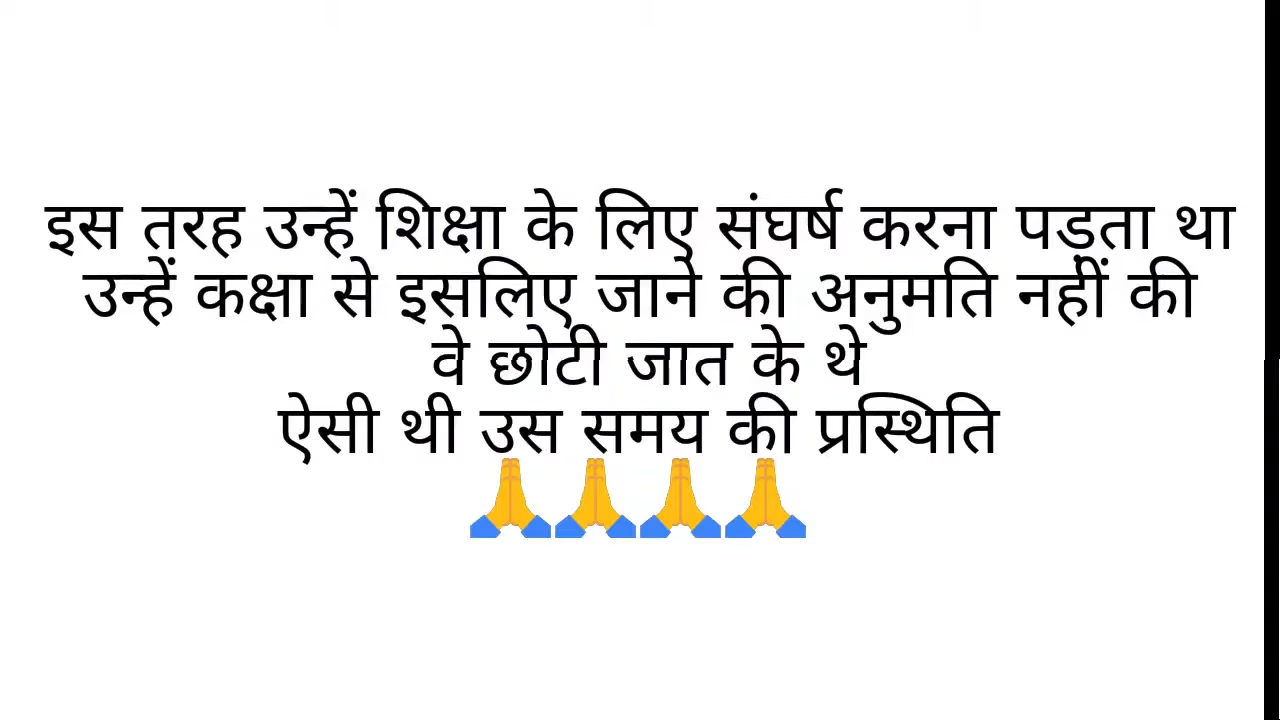 इस तरह उन्हें शिक्षा के लिए संघर्ष करना पड़ता था
उन्हें कक्षा से इसलिए जाने की अनुमति नहीं की
वे छोटी जात के थे
ऐसी थी उस समय की प्रस्थिति
🙏🙏🙏🙏